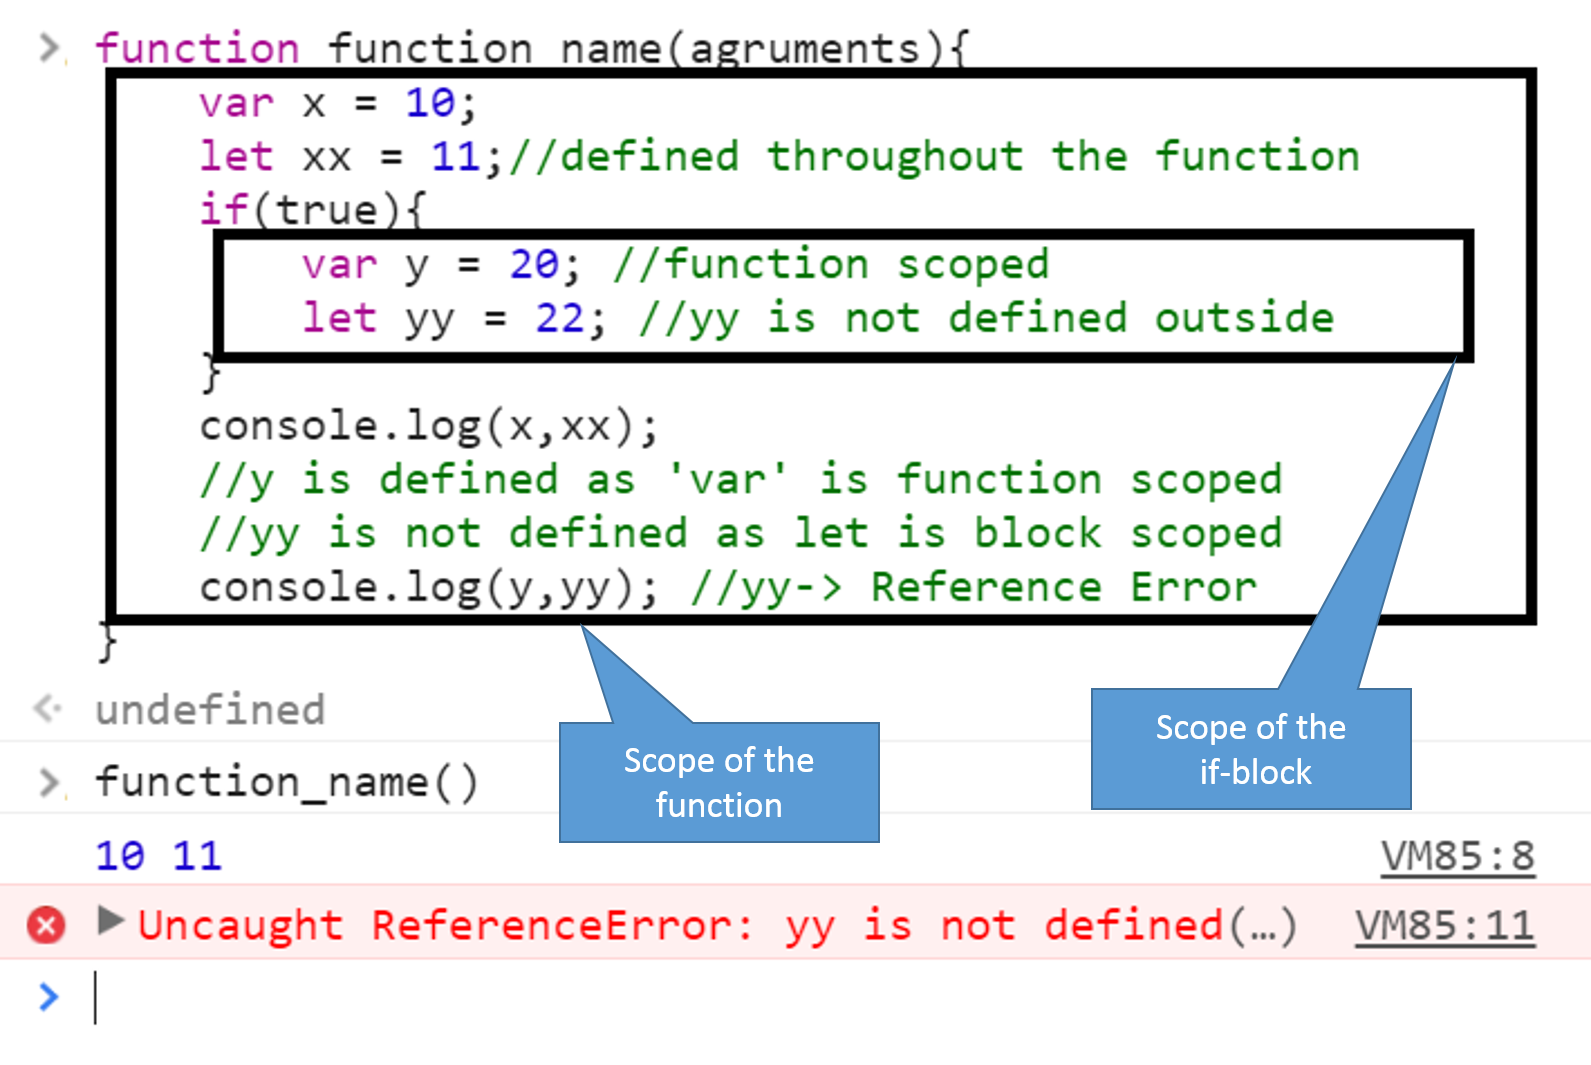 function function_name(agruments){
var x = 10;
let xx = 11;//defined throughout the function
if(true){
var y = 20; //function scoped
let yy = 22; //yy is not defined outside
}
console.log(x,xx);
//y is defined as 'var' is function scoped
//yy is not defined as let is block scoped
console.log(y,yy); //yy-> Reference Error
}
undefined
Scope of the
function
Scope of the
if-block
function_name()
10 11 VM85:8
Uncaught ReferenceError: yy is not defined(…) VM85:11